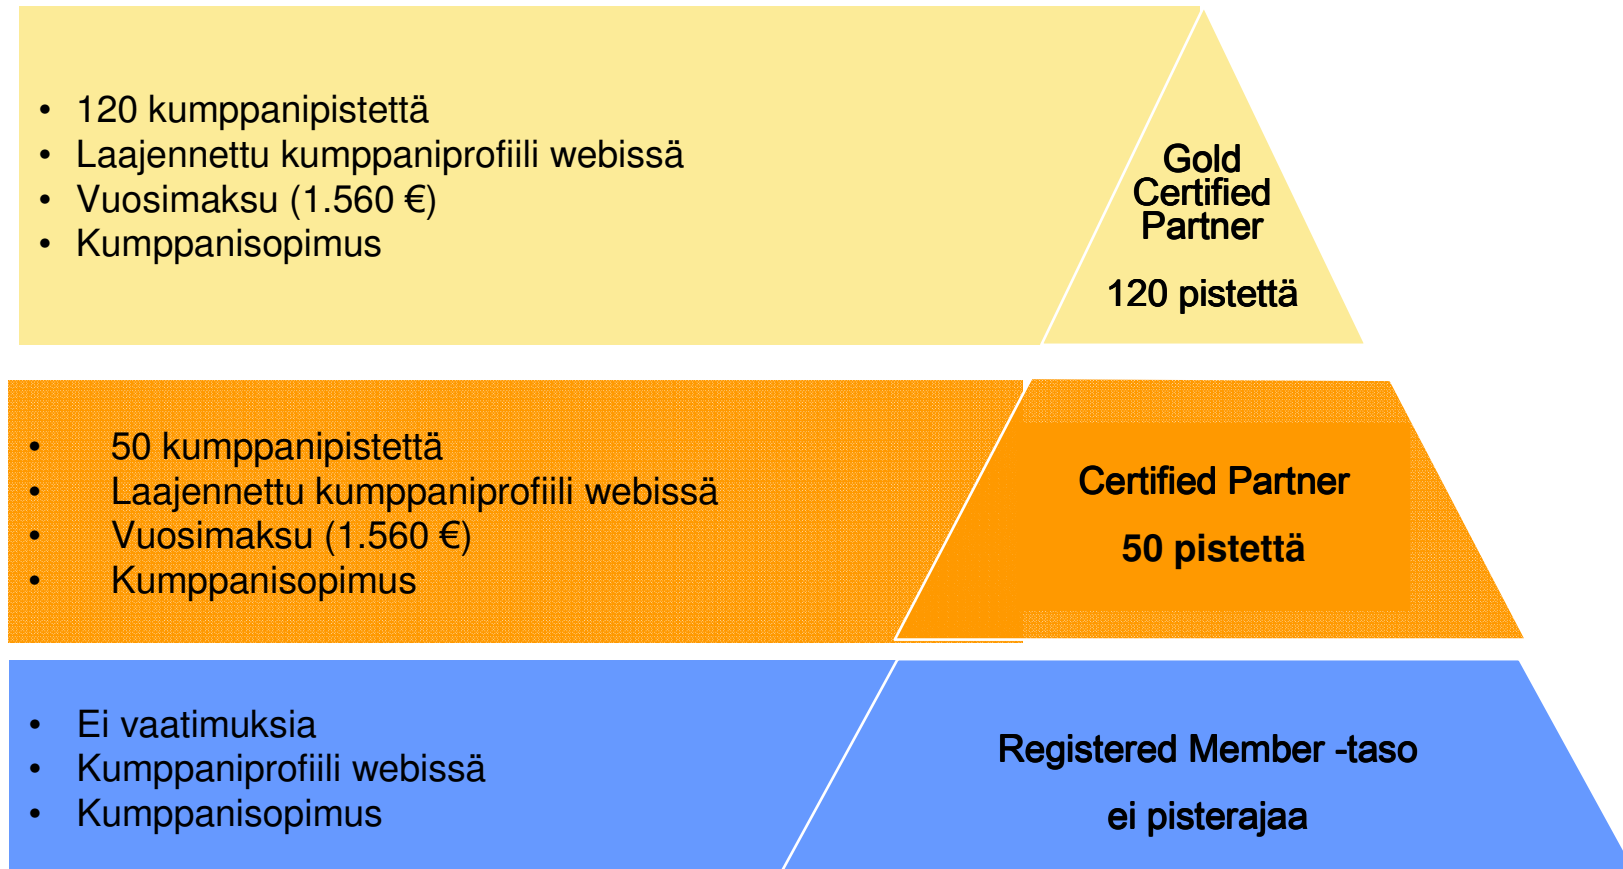 • 120 kumppanipistettä
• Laajennettu kumppaniprofiili webissä
• Vuosimaksu (1.560 €)
• Kumppanisopimus
Gold
Certified
Partner
120 pistettä
• 50 kumppanipistettä
• Laajennettu kumppaniprofiili webissä
• Vuosimaksu (1.560 €)
• Kumppanisopimus
Certified Partner
50 pistettä
• Ei vaatimuksia
• Kumppaniprofiili webissä
• Kumppanisopimus
Registered Member -taso
ei pisterajaa